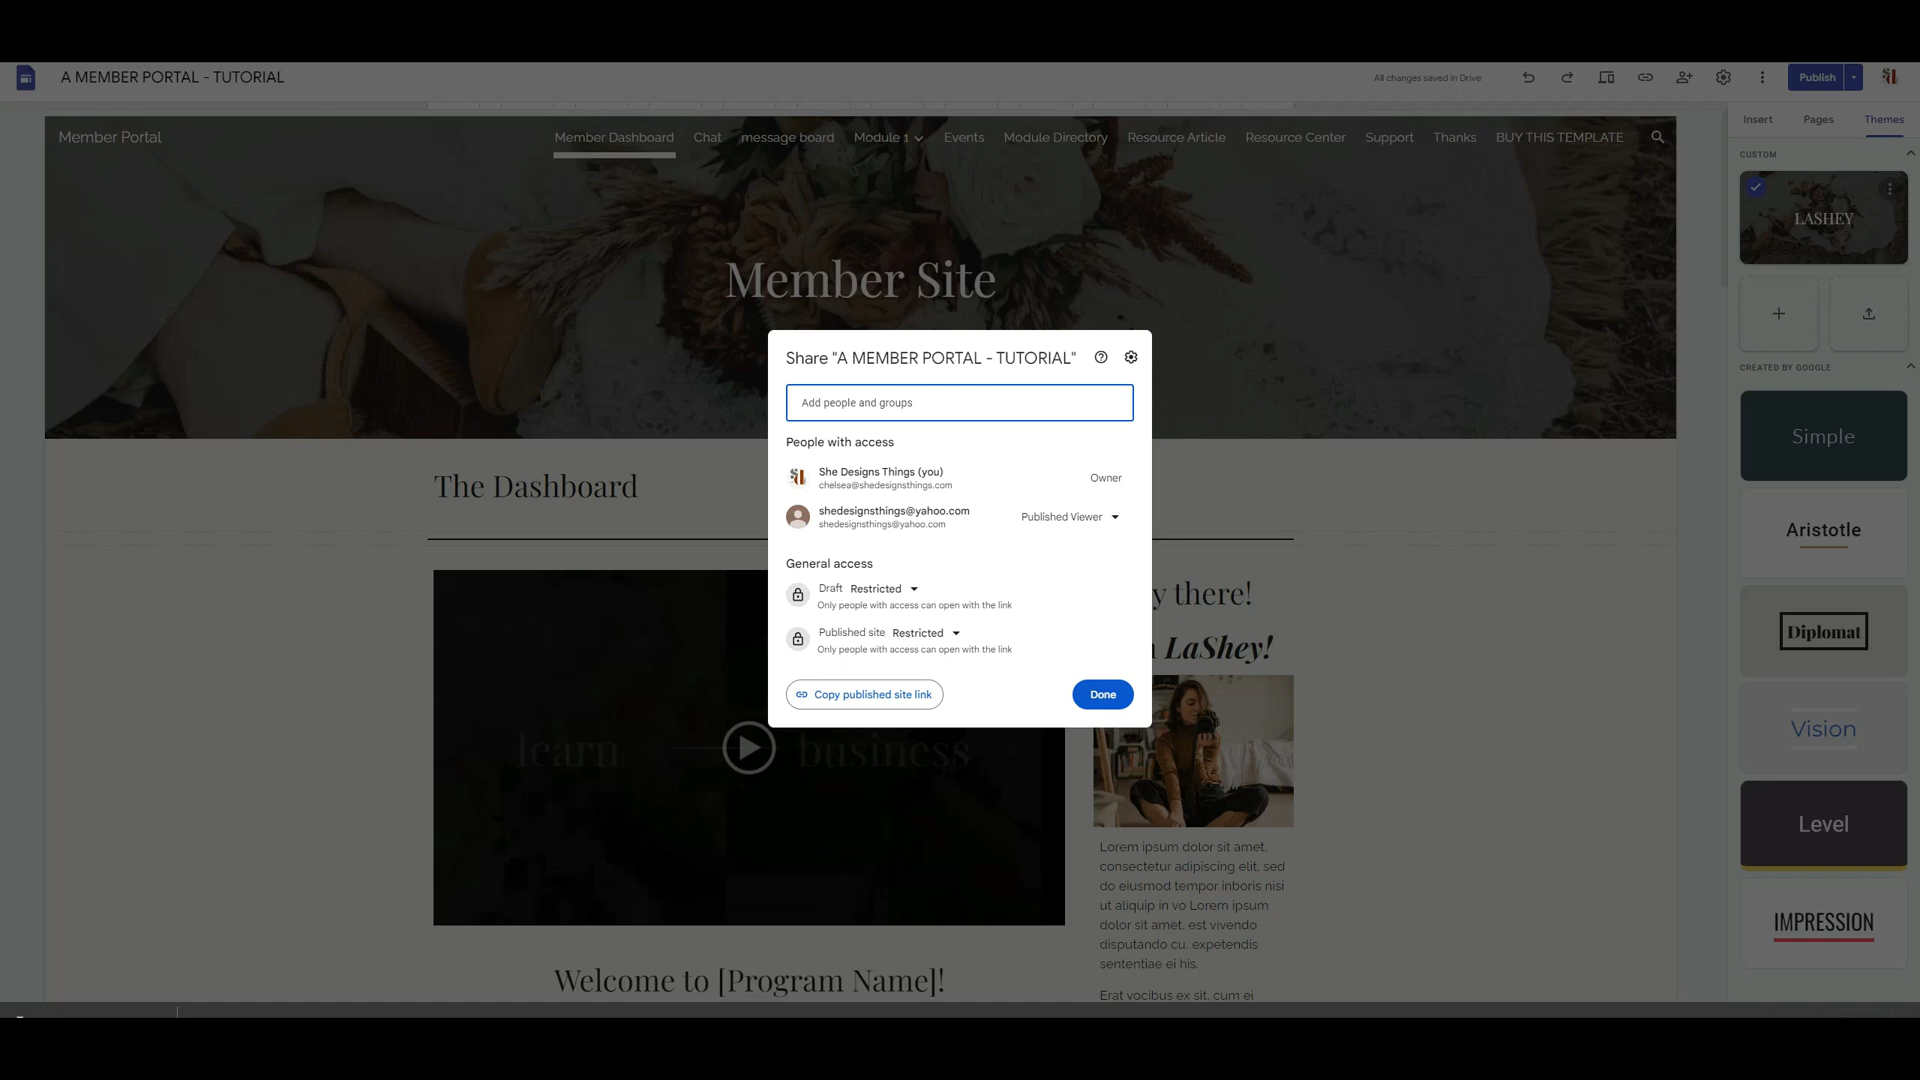 A MEMBER PORTAL - TUTORIAL
All changes saved in Drive
Publish
Insert
Pages
Themes
Member Portal
Member Dashboard
Chat
message board
Module 1
Events
Module Directory
Resource Article
Resource Center
Support
Thanks
BUY THIS TEMPLATE
Member Site
Share "A MEMBER PORTAL - TUTORIAL"
Add people and groups
People with access
She Designs Things (you)
chelsea@shedesignsthings.com
Owner
shedesignsthings@yahoo.com
shedesignsthings@yahoo.com
Published Viewer
General access
Draft Restricted
Only people with access can open with the link
Published site Restricted
Only people with access can open with the link
Copy published site link
Done
The Dashboard
y there!
LaShey!
learn
business
Lorem ipsum dolor sit amet,
consectetur adipiscing elit, sed
do eiusmod tempor inboris nisi
ut aliquip in vo Lorem ipsum
dolor sit amet, est vivendo
disputando cu, expetendis
sententiae ei his.
Erat vocibus ex sit, cum ei
Welcome to [Program Name]!
CUSTOM
LASHEY
CREATED BY GOOGLE
Simple
Aristotle
Diplomat
Vision
Level
IMPRESSION